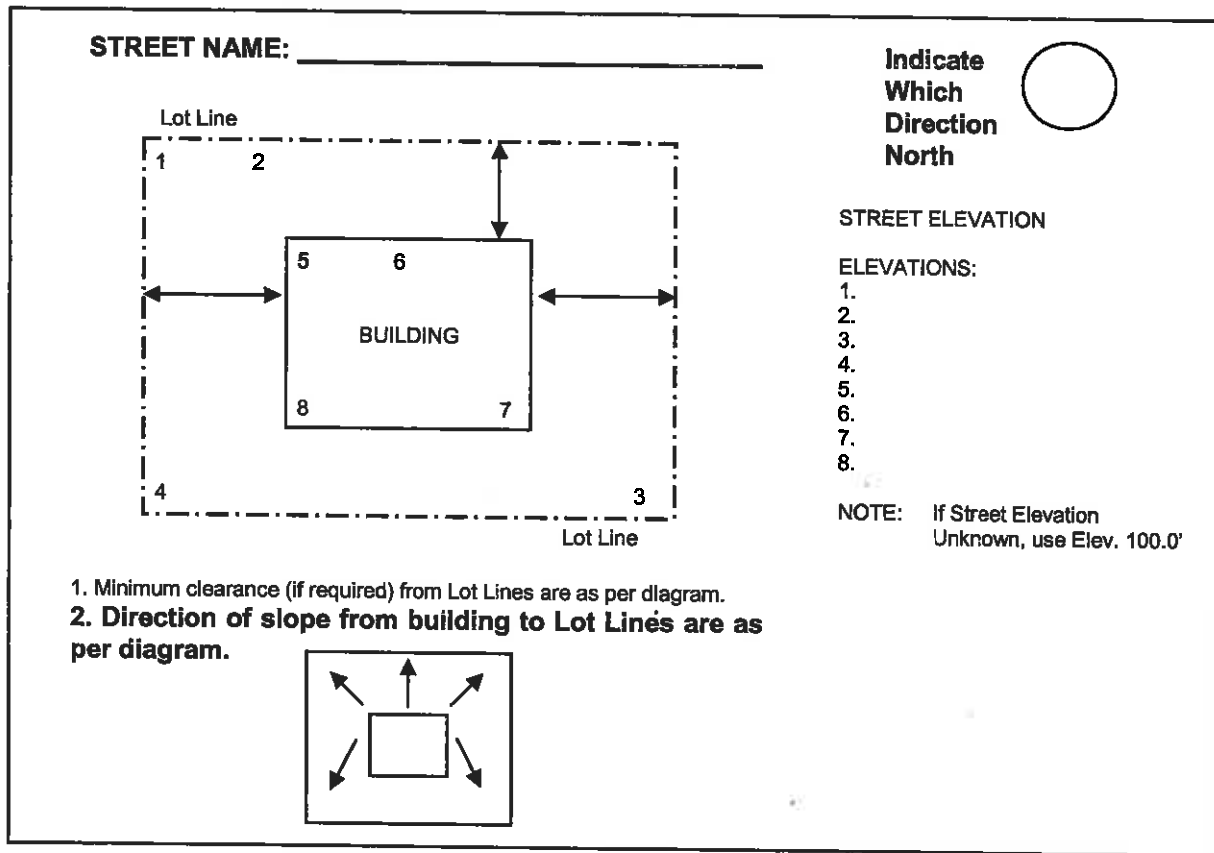 STREET NAME:
Indicate
Which
Direction
North
Lot Line
1 2
5 6
BUILDING
8 7
4 3
Lot Line
STREET ELEVATION
ELEVATIONS:
1.
2.
3.
4.
5.
6.
7.
8.
NOTE: If Street Elevation
Unknown, use Elev. 100.0'
1. Minimum clearance (if required) from Lot Lines are as per diagram.
2. Direction of slope from building to Lot Lines are as
per diagram.